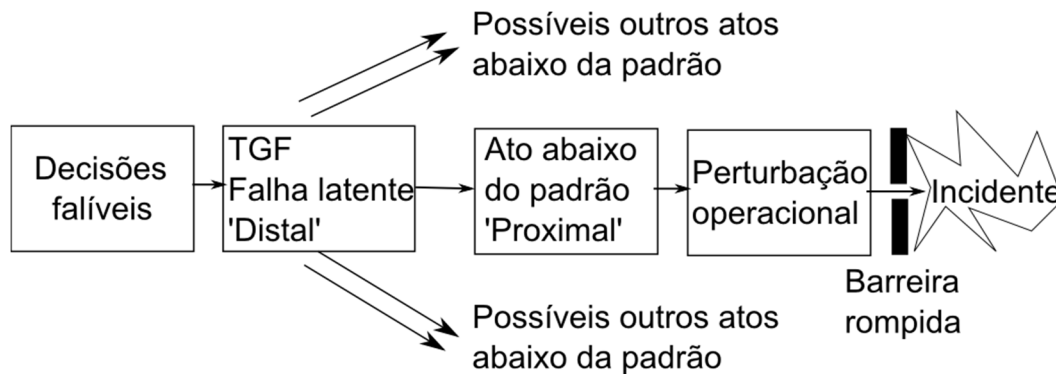 Possíveis outros atos
abaixo da padrão
Decisões
falíveis
TGF
Falha latente
'Distal'
Ato abaixo
do padrão
'Proximal'
Perturbação
operacional
Incidente
Barreira
rompida
Possíveis outros atos
abaixo da padrão